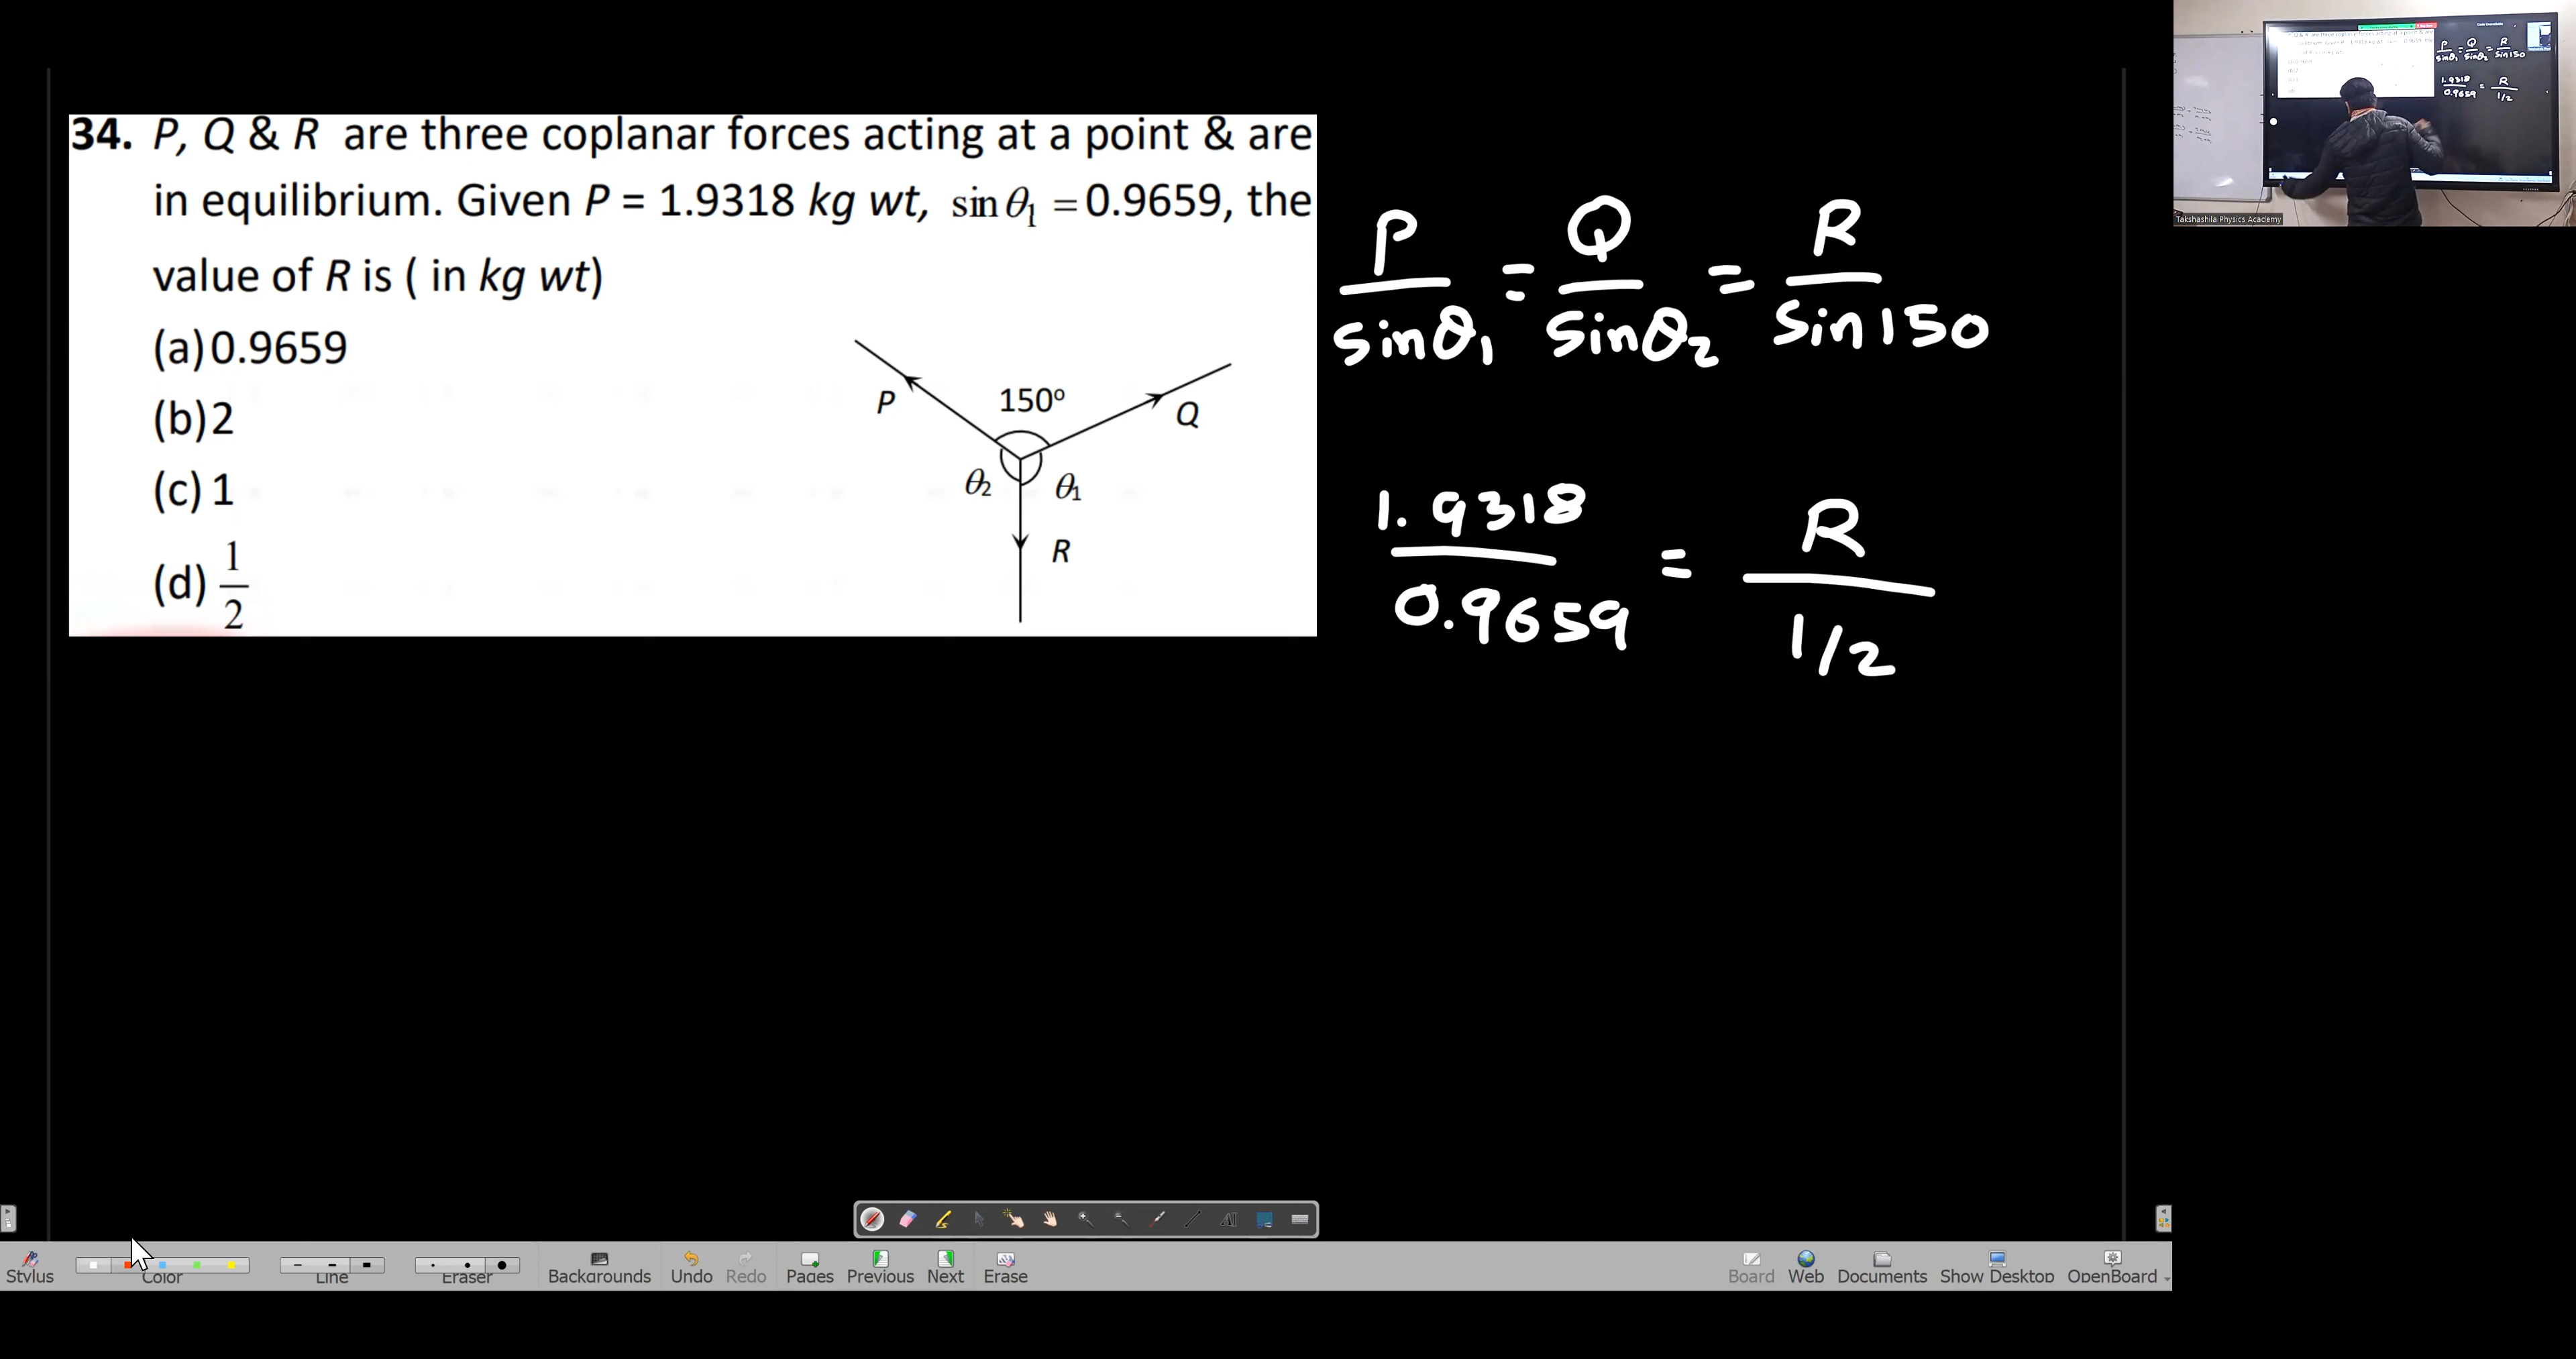 34. P, Q & R are three coplanar forces acting at a point & are
in equilibrium. Given P = 1.9318 kg wt, sin θ₁ = 0.9659, the
value of R is ( in kg wt)
(a) 0.9659
(b) 2
(c) 1
(d) 1/2
P
150°
Q
θ₂
θ₁
R
P/sinθ₁ = Q/sinθ₂ = R/sin150
1.9318/0.9659 = R/1/2
Takshashila Physics Academy
Stylus
Color
Line
Eraser
Backgrounds
Undo
Redo
Pages
Previous
Next
Erase
Board
Web
Documents
Show Desktop
OpenBoard